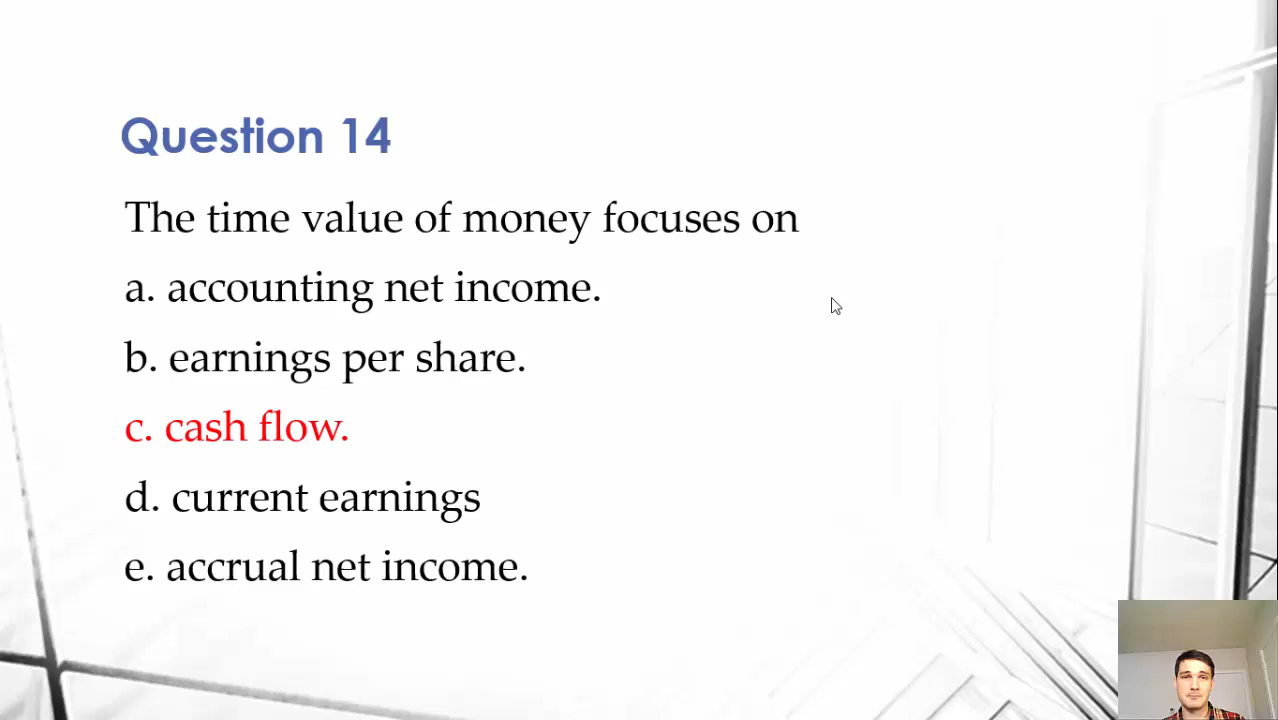 Question 14
The time value of money focuses on
a. accounting net income.
b. earnings per share.
c. cash flow.
d. current earnings
e. accrual net income.